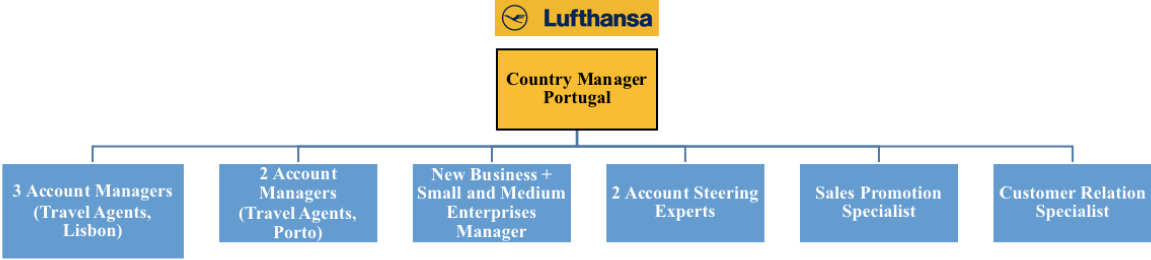 Lufthansa
Country Manager
Portugal
3 Account Managers
(Travel Agents,
Lisbon)
2 Account
Managers
(Travel Agents,
Porto)
New Business +
Small and Medium
Enterprises
Manager
2 Account Steering
Experts
Sales Promotion
Specialist
Customer Relation
Specialist